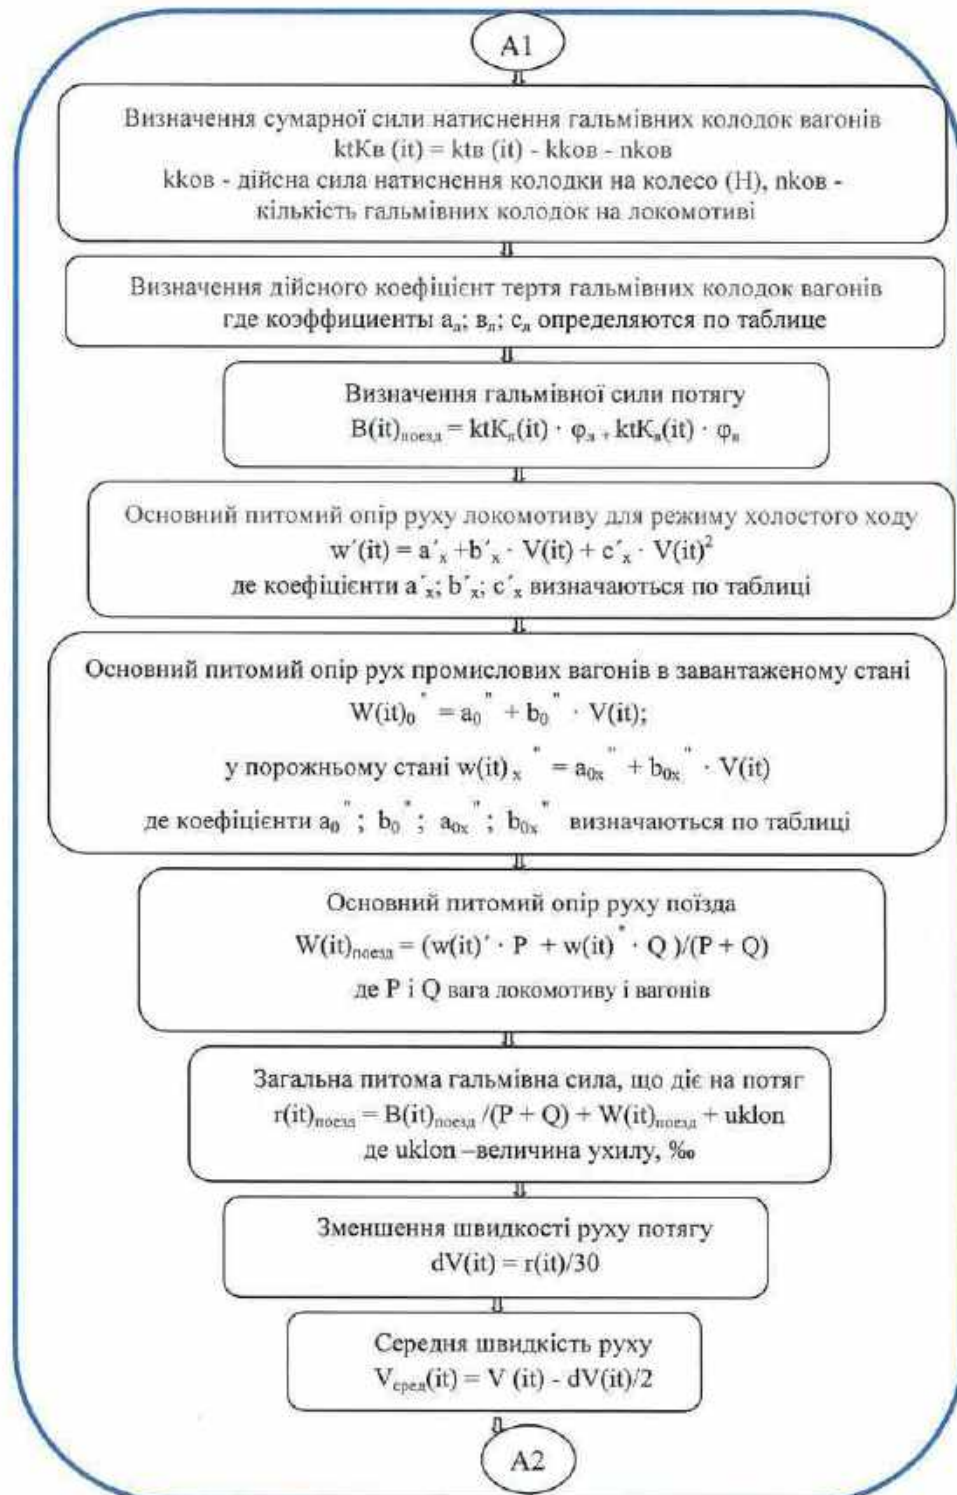 A1
Визначення сумарної сили натиснення гальмівних колодок вагонів
ktKв (it) = ktв (it) - kkoв - nkoв
kkoв - дійсна сила натиснення колодки на колесо (Н), nkoв -
кількість гальмівних колодок на локомотиві
Визначення дійсного коефіцієнт тертя гальмівних колодок вагонів
где коэффициенты aд; вд; сд определяются по таблице
Визначення гальмівної сили потягу
B(it)поезд = ktKл(it) · φл + ktKв(it) · φв
Основний питомий опір руху локомотиву для режиму холостого ходу
w´(it) = a´x +b´x · V(it) + c´x · V(it)²
де коефіцієнти a´x; b´x; c´x визначаються по таблиці
Основний питомий опір рух промислових вагонів в завантаженому стані
W(it)0" = a0" + b0" · V(it);
у порожньому стані w(it)x" = a0x" + b0x" · V(it)
де коефіцієнти a0"; b0"; a0x"; b0x" визначаються по таблиці
Основний питомий опір руху поїзда
W(it)поезд = (w(it)´ · P + w(it)" · Q )/(P + Q)
де P і Q вага локомотиву і вагонів
Загальна питома гальмівна сила, що діє на потяг
r(it)поезд = B(it)поезд /(P + Q) + W(it)поезд + uklon
де uklon –величина ухилу, ‰
Зменшення швидкості руху потягу
dV(it) = r(it)/30
Середня швидкість руху
Vсред(it) = V (it) - dV(it)/2
A2